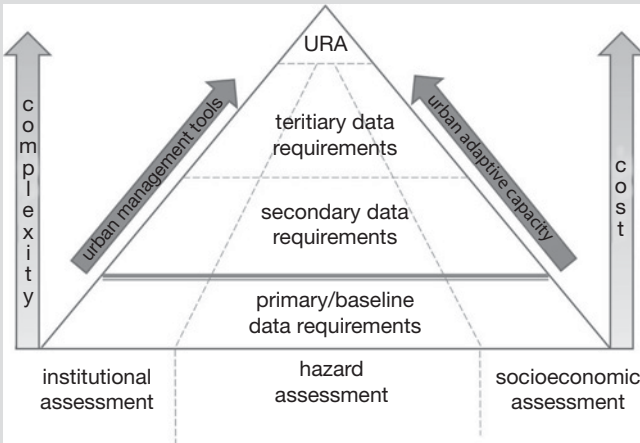 URA
complexity
urban management tools
urban adaptive capacity
cost
teritiary data
requirements
secondary data
requirements
primary/baseline
data requirements
institutional
assessment
hazard
assessment
socioeconomic
assessment